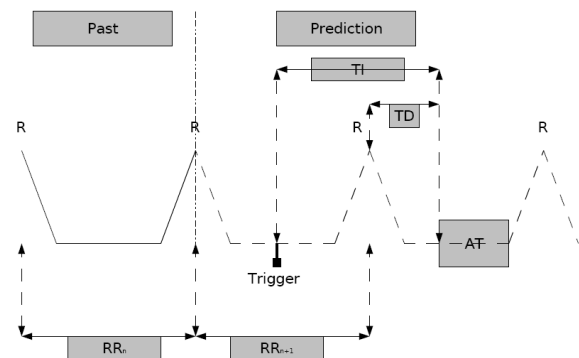 Past
Prediction
TI
TD
R
R
R
R
AT
Trigger
RRₙ
RRₙ₊₁